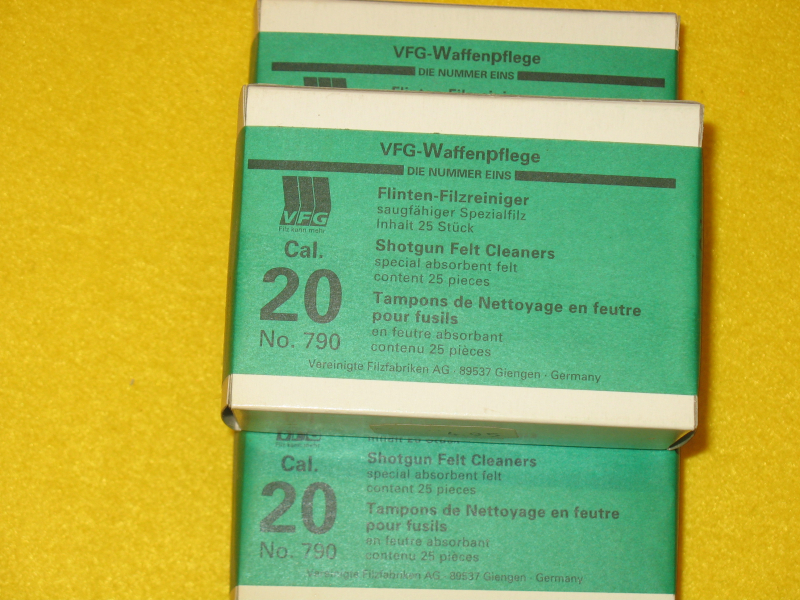 VFG-Waffenpflege
DIE NUMMER EINS
VFG-Waffenpflege
DIE NUMMER EINS
VFG
Filz kann mehr
Cal.
20
No. 790
Flinten-Filzreiniger
saugfähiger Spezialfilz
Inhalt 25 Stück
Shotgun Felt Cleaners
special absorbent felt
content 25 pieces
Tampons de Nettoyage en feutre
pour fusils
en feutre absorbant
contenu 25 pièces
Vereinigte Filzfabriken AG · 89537 Giengen · Germany
Cal.
20
No. 790
Shotgun Felt Cleaners
special absorbent felt
content 25 pieces
Tampons de Nettoyage en feutre
pour fusils
en feutre absorbant
contenu 25 pièces
Vereinigte Filzfabriken AG · 89537 Giengen · Germany